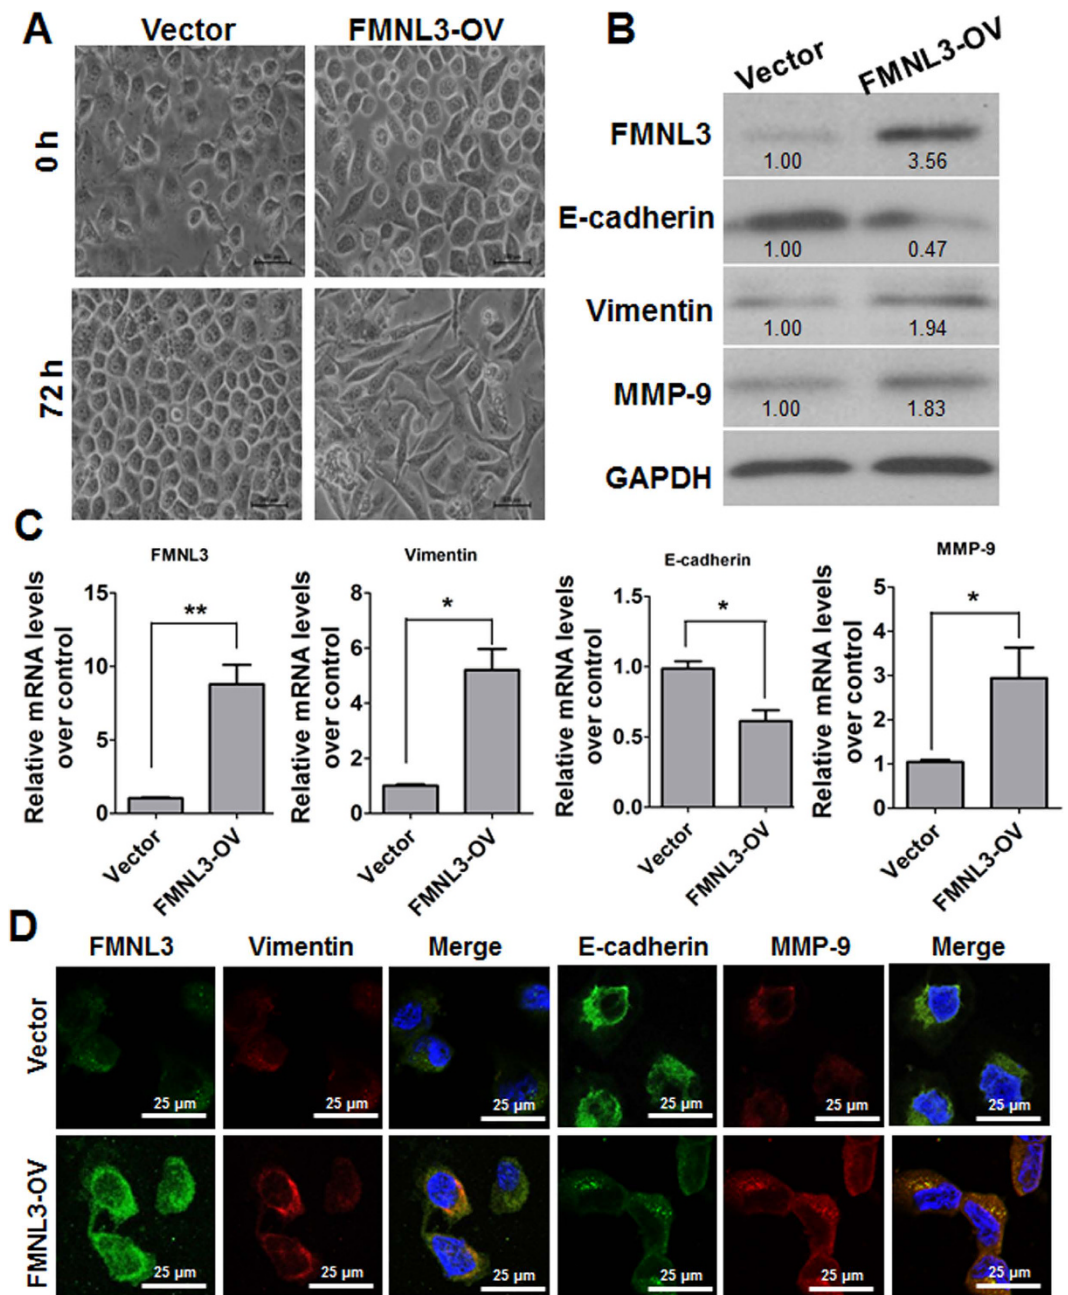 A
Vector
FMNL3-OV
0 h
72 h
B
Vector
FMNL3-OV
FMNL3
1.00
3.56
E-cadherin
1.00
0.47
Vimentin
1.00
1.94
MMP-9
1.00
1.83
GAPDH
C
FMNL3
Relative mRNA levels
over control
15
10
5
0
**
Vector
FMNL3-OV
Vimentin
Relative mRNA levels
over control
8
6
4
2
0
*
Vector
FMNL3-OV
E-cadherin
Relative mRNA levels
over control
1.5
1.0
0.5
0.0
*
Vector
FMNL3-OV
MMP-9
Relative mRNA levels
over control
5
4
3
2
1
0
*
Vector
FMNL3-OV
D
FMNL3
Vimentin
Merge
E-cadherin
MMP-9
Merge
Vector
25 µm
25 µm
25 µm
25 µm
25 µm
25 µm
FMNL3-OV
25 µm
25 µm
25 µm
25 µm
25 µm
25 µm